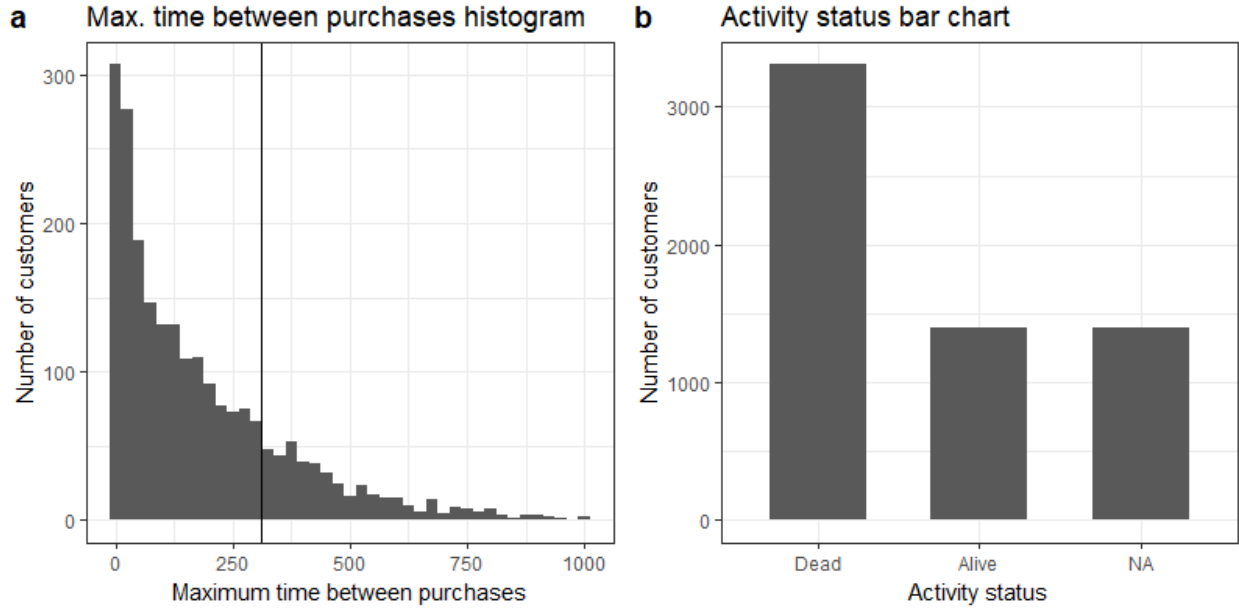 a Max. time between purchases histogram
300
200
100
0
Number of customers
0 250 500 750 1000
Maximum time between purchases
b Activity status bar chart
3000
2000
1000
0
Number of customers
Dead Alive NA
Activity status